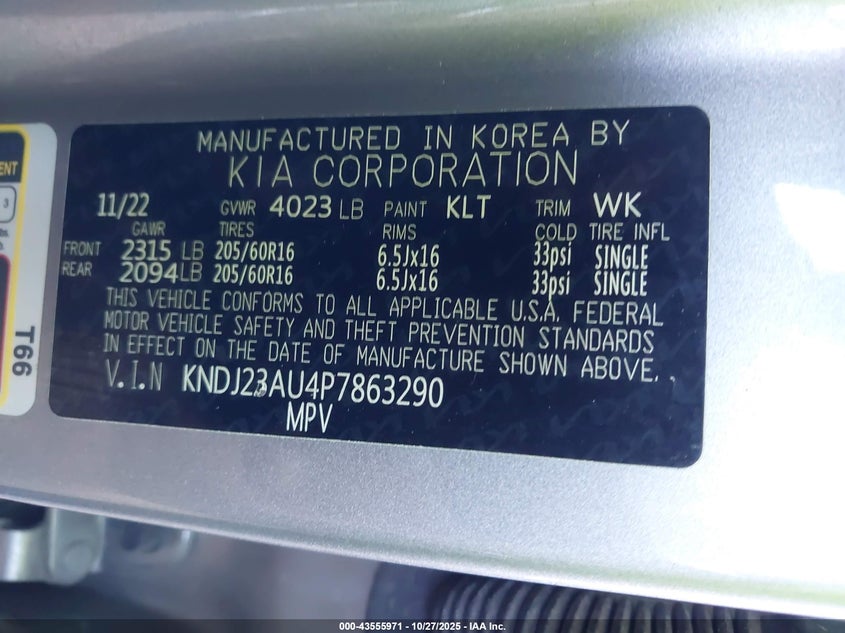 MANUFACTURED IN KOREA BY
KIA CORPORATION
11/22 GVWR 4023 LB PAINT KLT TRIM WK
GAWR TIRES RIMS COLD TIRE INFL
FRONT 2315 LB 205/60R16 6.5Jx16 33psi SINGLE
REAR 2094LB 205/60R16 6.5Jx16 33psi SINGLE
THIS VEHICLE CONFORMS TO ALL APPLICABLE U.S.A. FEDERAL
MOTOR VEHICLE SAFETY AND THEFT PREVENTION STANDARDS
IN EFFECT ON THE DATE OF MANUFACTURE SHOWN ABOVE.
V.I.N KNDJ23AU4P7863290
MPV
ENT
3
T66
000-43555971 | 10/27/2025 | IAA Inc.